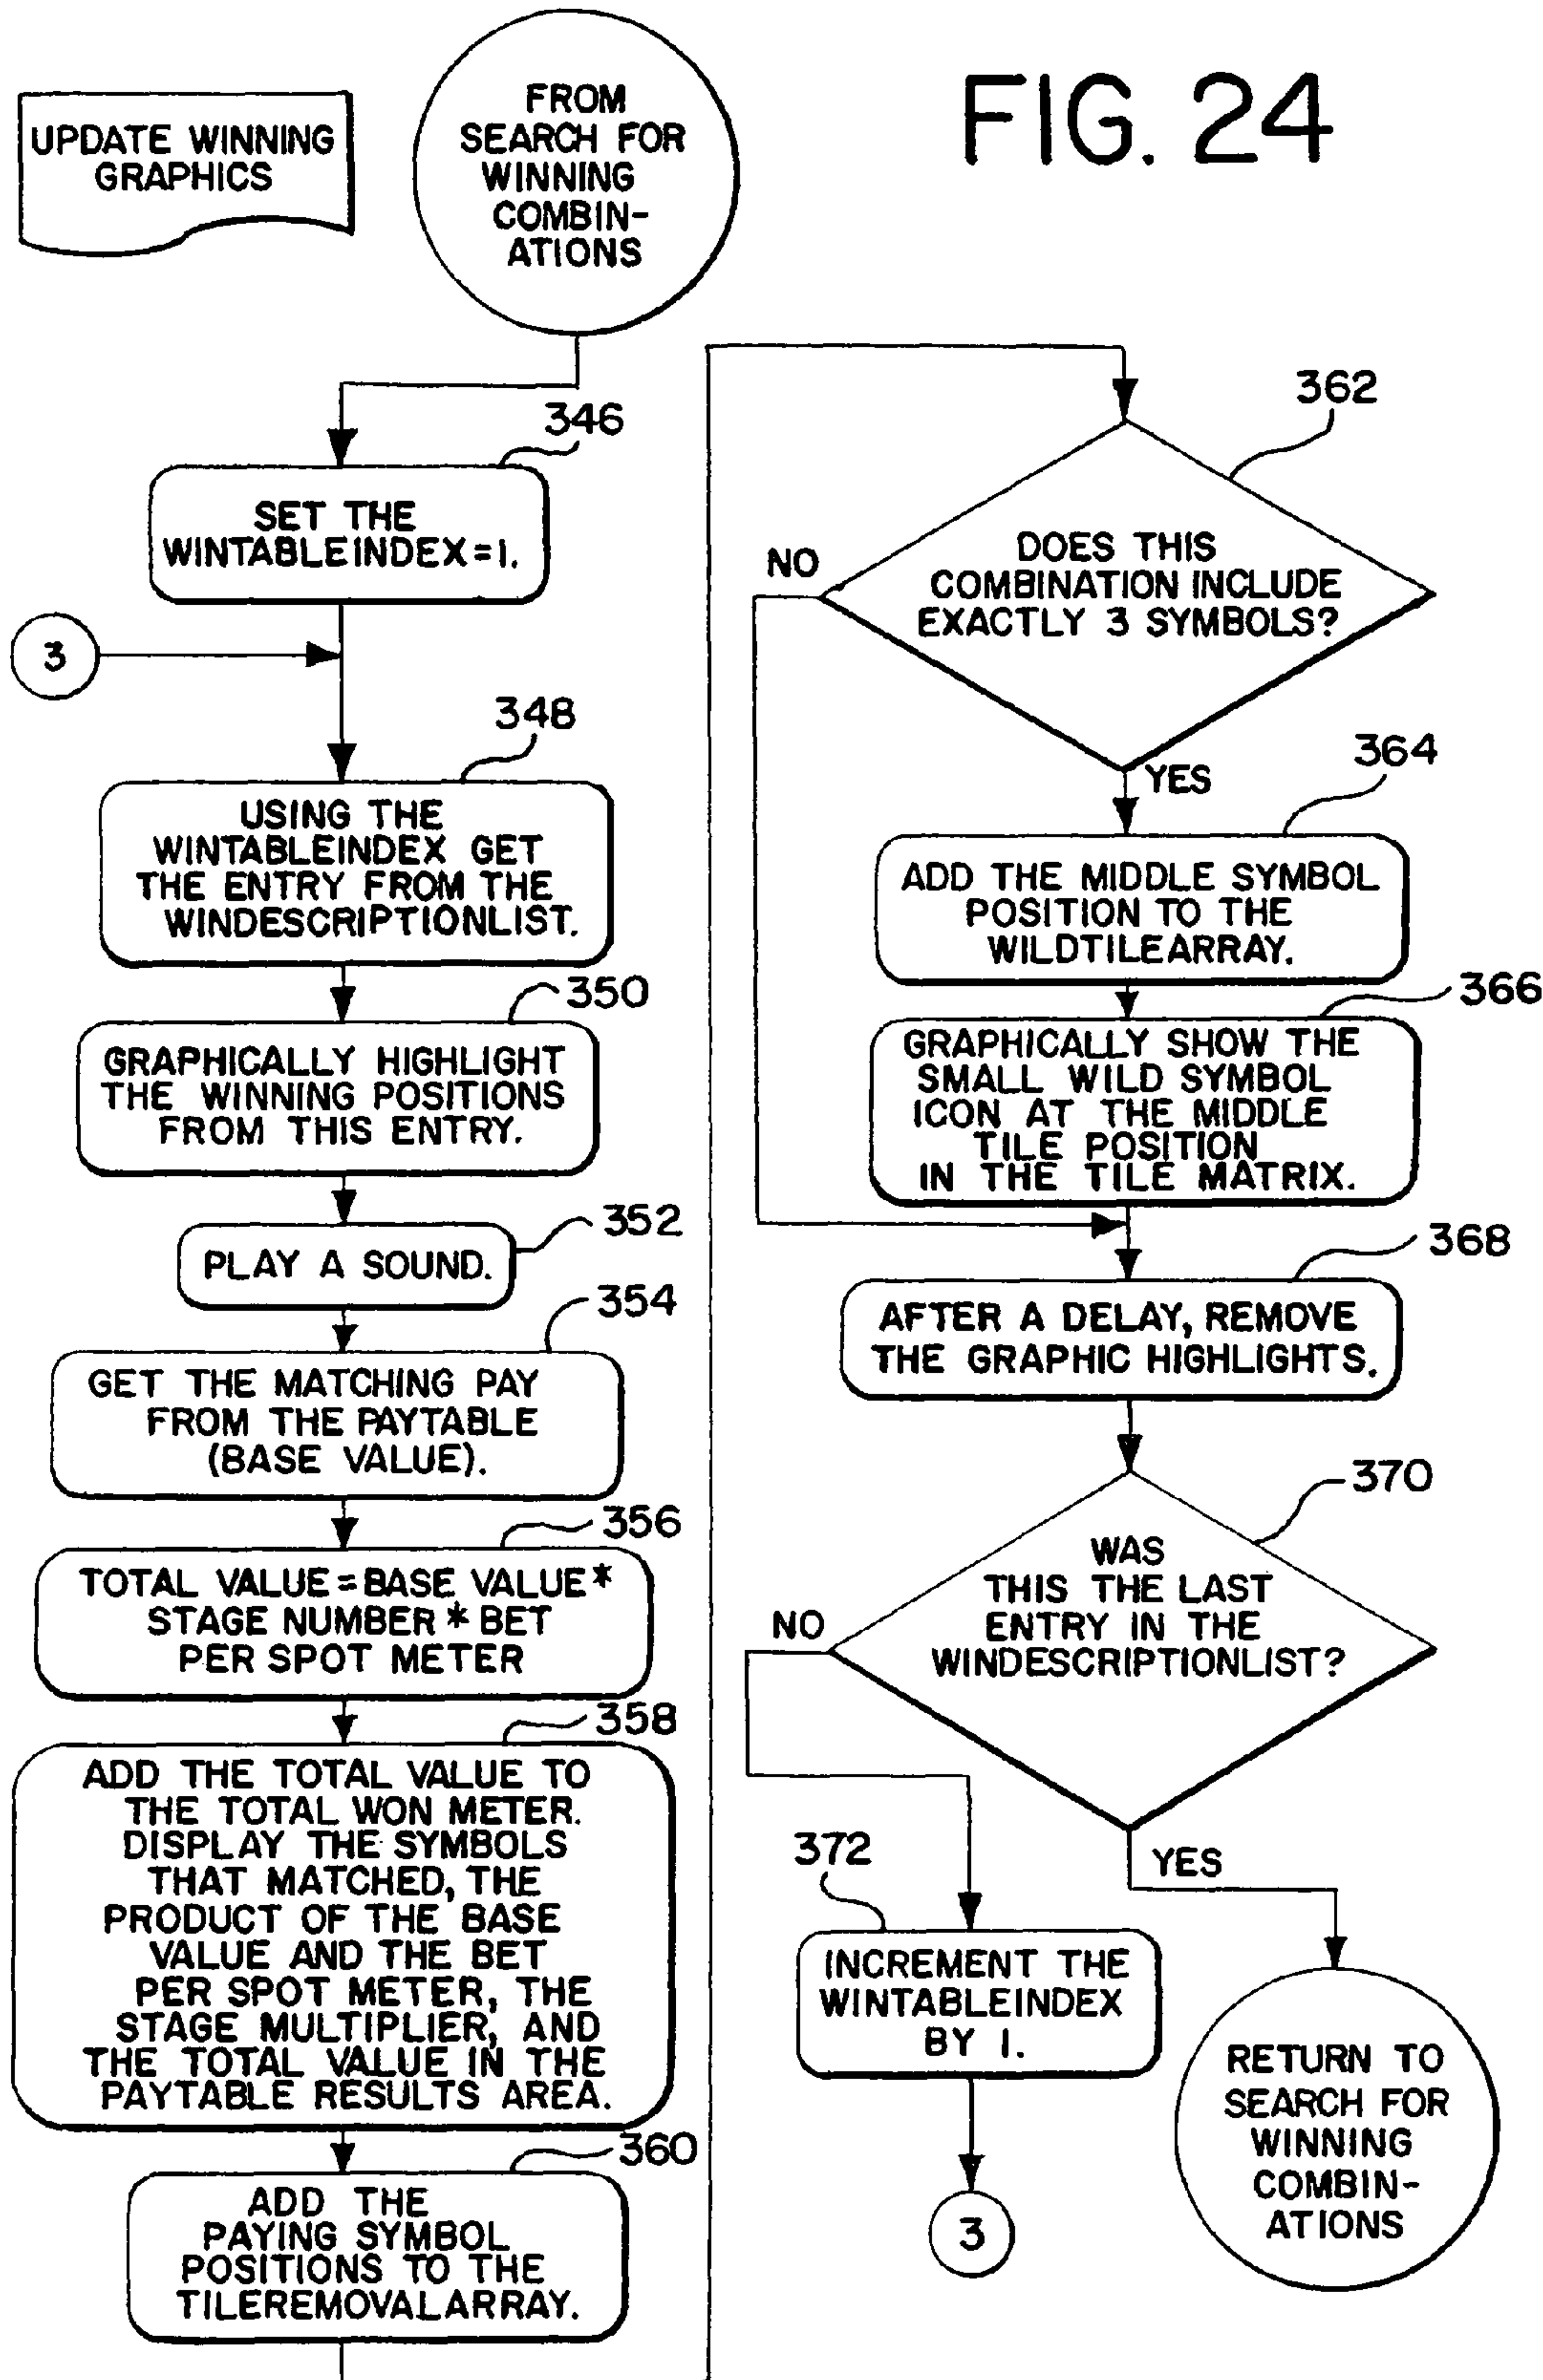 FIG. 24
UPDATE WINNING
GRAPHICS
FROM
SEARCH FOR
WINNING
COMBIN-
ATIONS
346
SET THE
WINTABLEINDEX=1.
3
348
USING THE
WINTABLEINDEX GET
THE ENTRY FROM THE
WINDESCRIPTIONLIST.
350
GRAPHICALLY HIGHLIGHT
THE WINNING POSITIONS
FROM THIS ENTRY.
352
PLAY A SOUND.
354
GET THE MATCHING PAY
FROM THE PAYTABLE
(BASE VALUE).
356
TOTAL VALUE=BASE VALUE*
STAGE NUMBER * BET
PER SPOT METER
358
ADD THE TOTAL VALUE TO
THE TOTAL WON METER.
DISPLAY THE SYMBOLS
THAT MATCHED, THE
PRODUCT OF THE BASE
VALUE AND THE BET
PER SPOT METER, THE
STAGE MULTIPLIER, AND
THE TOTAL VALUE IN THE
PAYTABLE RESULTS AREA.
360
ADD THE
PAYING SYMBOL
POSITIONS TO THE
TILEREMOVALARRAY.
362
DOES THIS
COMBINATION INCLUDE
EXACTLY 3 SYMBOLS?
NO
YES
364
ADD THE MIDDLE SYMBOL
POSITION TO THE
WILDTILEARRAY.
366
GRAPHICALLY SHOW THE
SMALL WILD SYMBOL
ICON AT THE MIDDLE
TILE POSITION
IN THE TILE MATRIX.
368
AFTER A DELAY, REMOVE
THE GRAPHIC HIGHLIGHTS.
370
WAS
THIS THE LAST
ENTRY IN THE
WINDESCRIPTIONLIST?
NO
YES
372
INCREMENT THE
WINTABLEINDEX
BY 1.
3
RETURN TO
SEARCH FOR
WINNING
COMBIN-
ATIONS